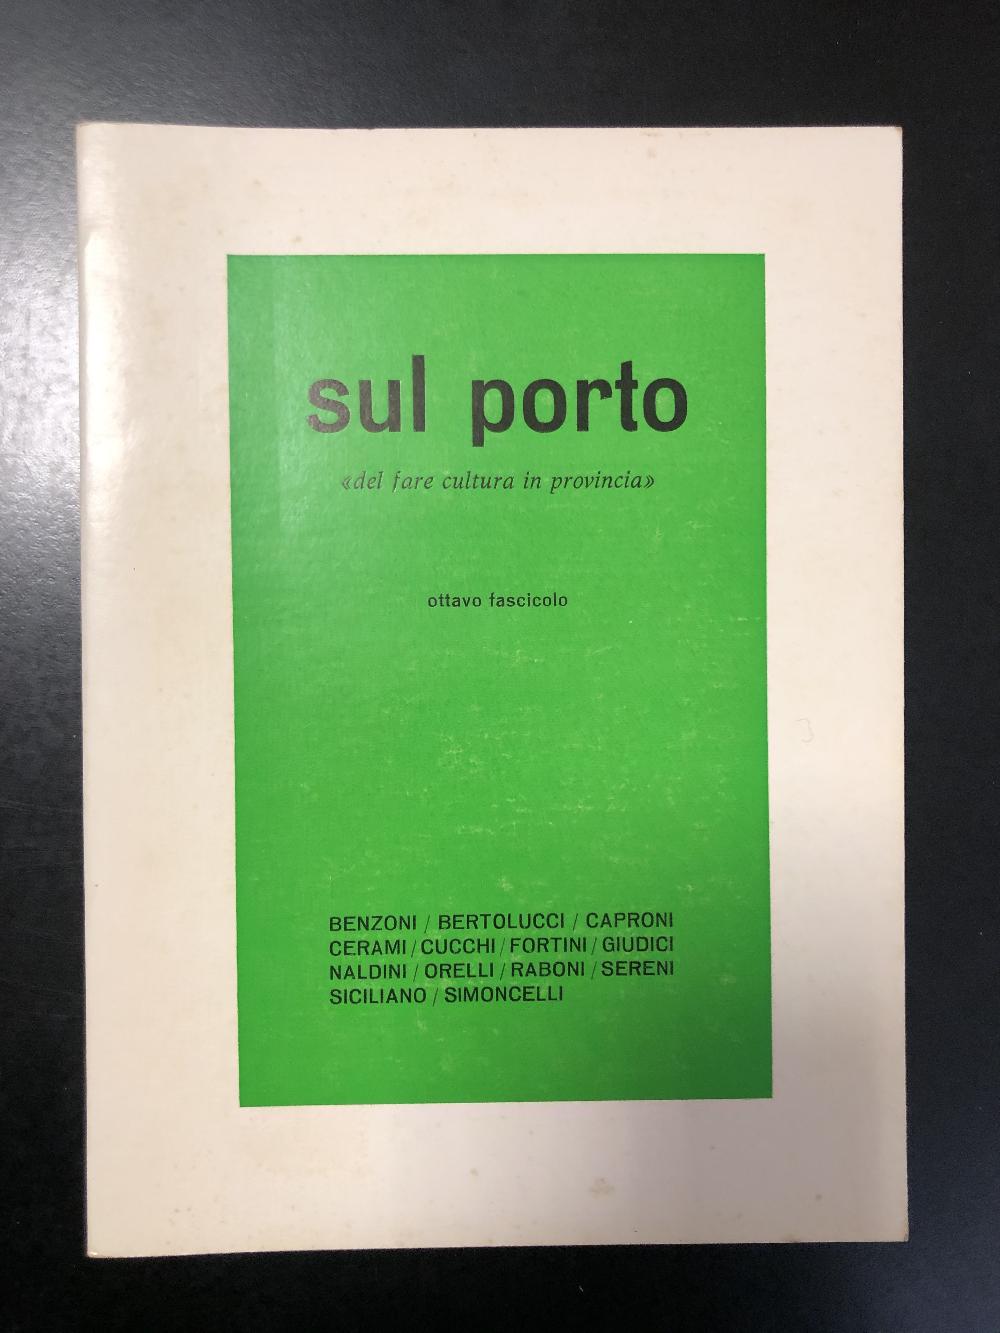 sul porto
«del fare cultura in provincia»
ottavo fascicolo
BENZONI / BERTOLUCCI / CAPRONI
CERAMI / CUCCHI / FORTINI / GIUDICI
NALDINI / ORELLI / RABONI / SERENI
SICILIANO / SIMONCELLI